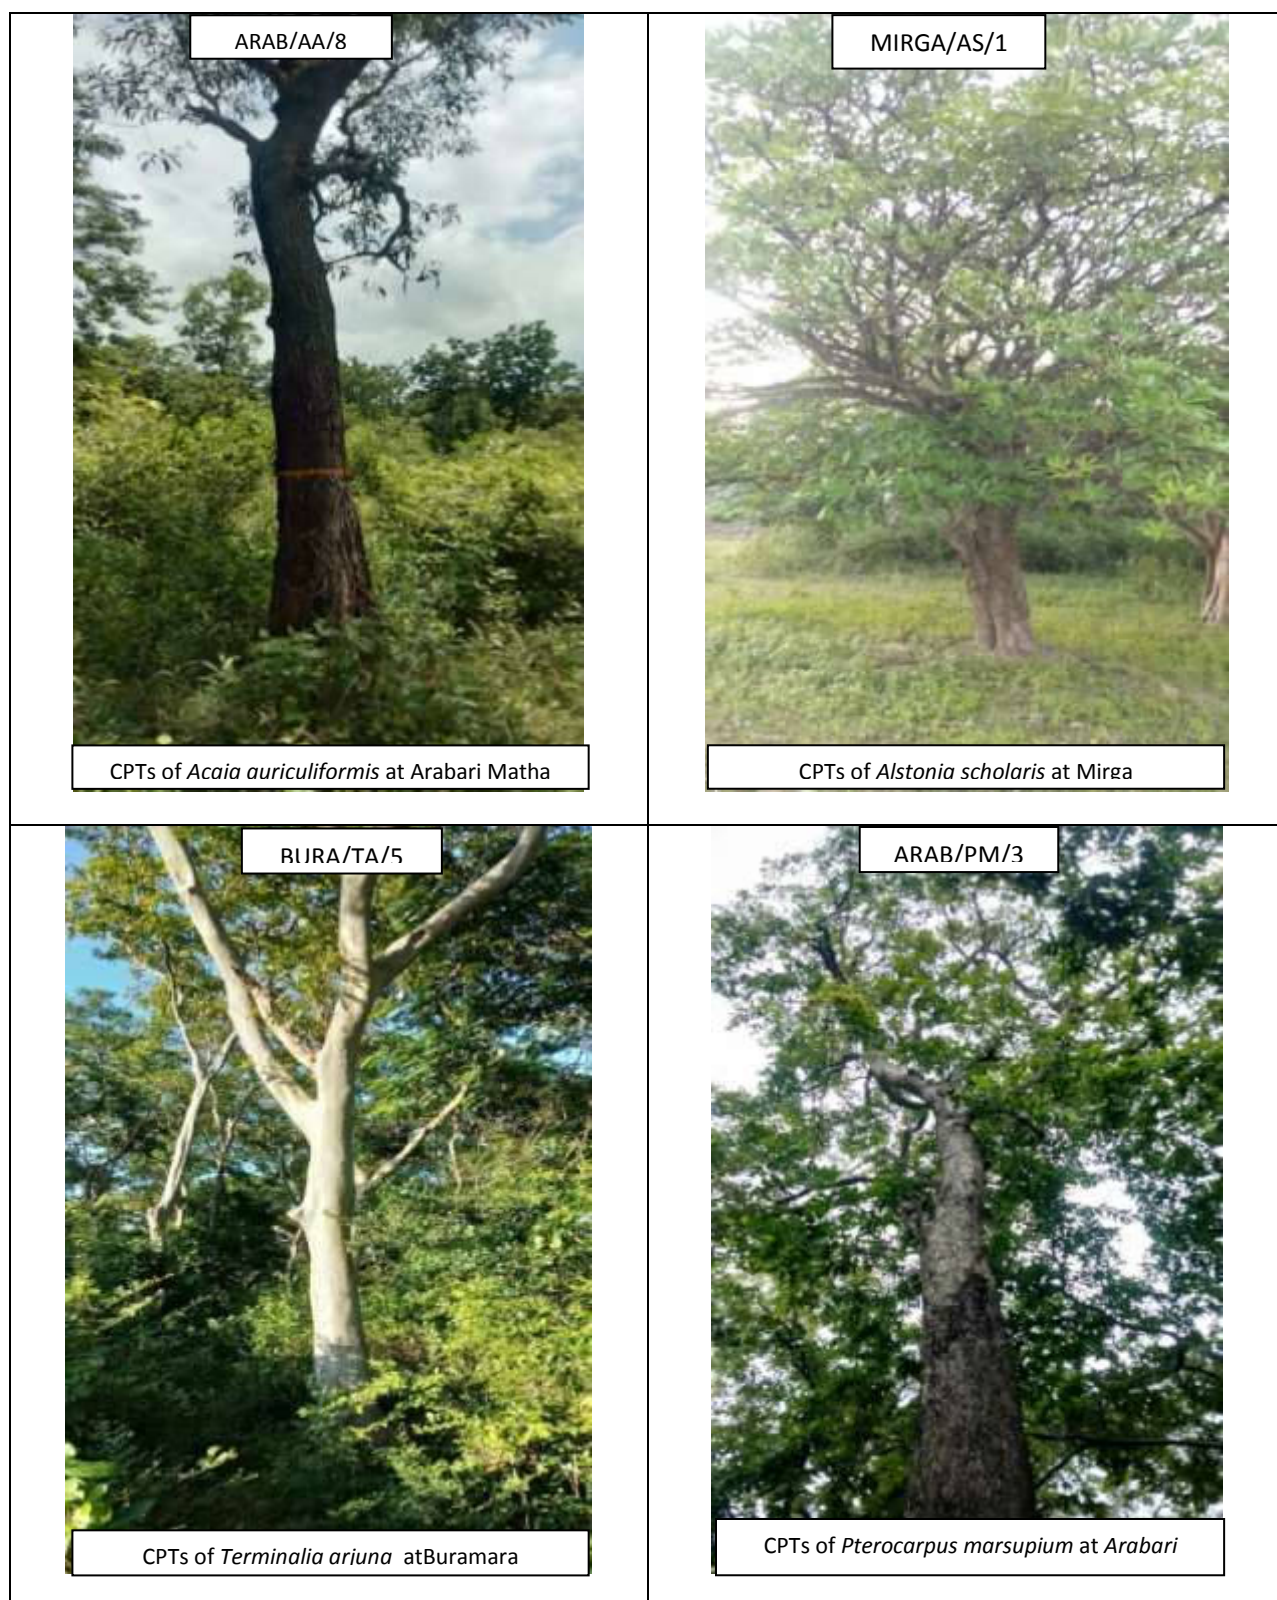 ARAB/AA/8
MIRGA/AS/1
CPTs of Acaia auriculiformis at Arabari Matha
CPTs of Alstonia scholaris at Mirga
BURA/TA/5
ARAB/PM/3
CPTs of Terminalia arjuna atBuramara
CPTs of Pterocarpus marsupium at Arabari